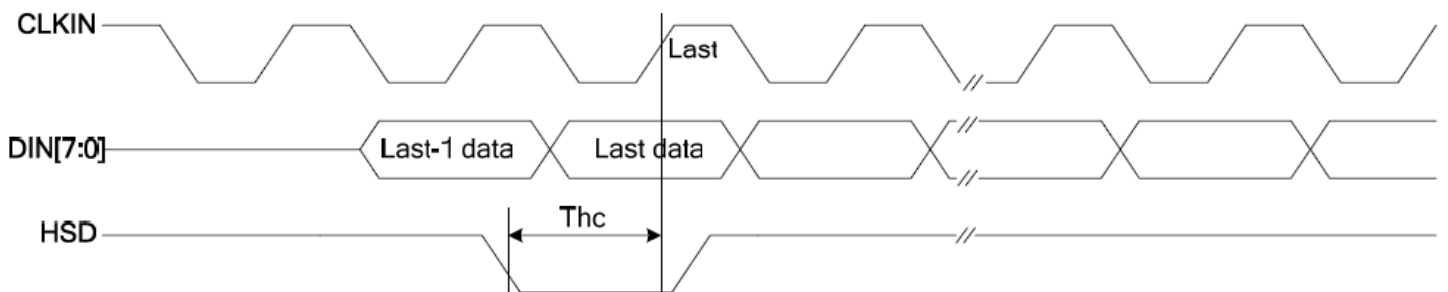 CLKIN
Last
DIN[7:0]
Last-1 data
Last data
Thc
HSD